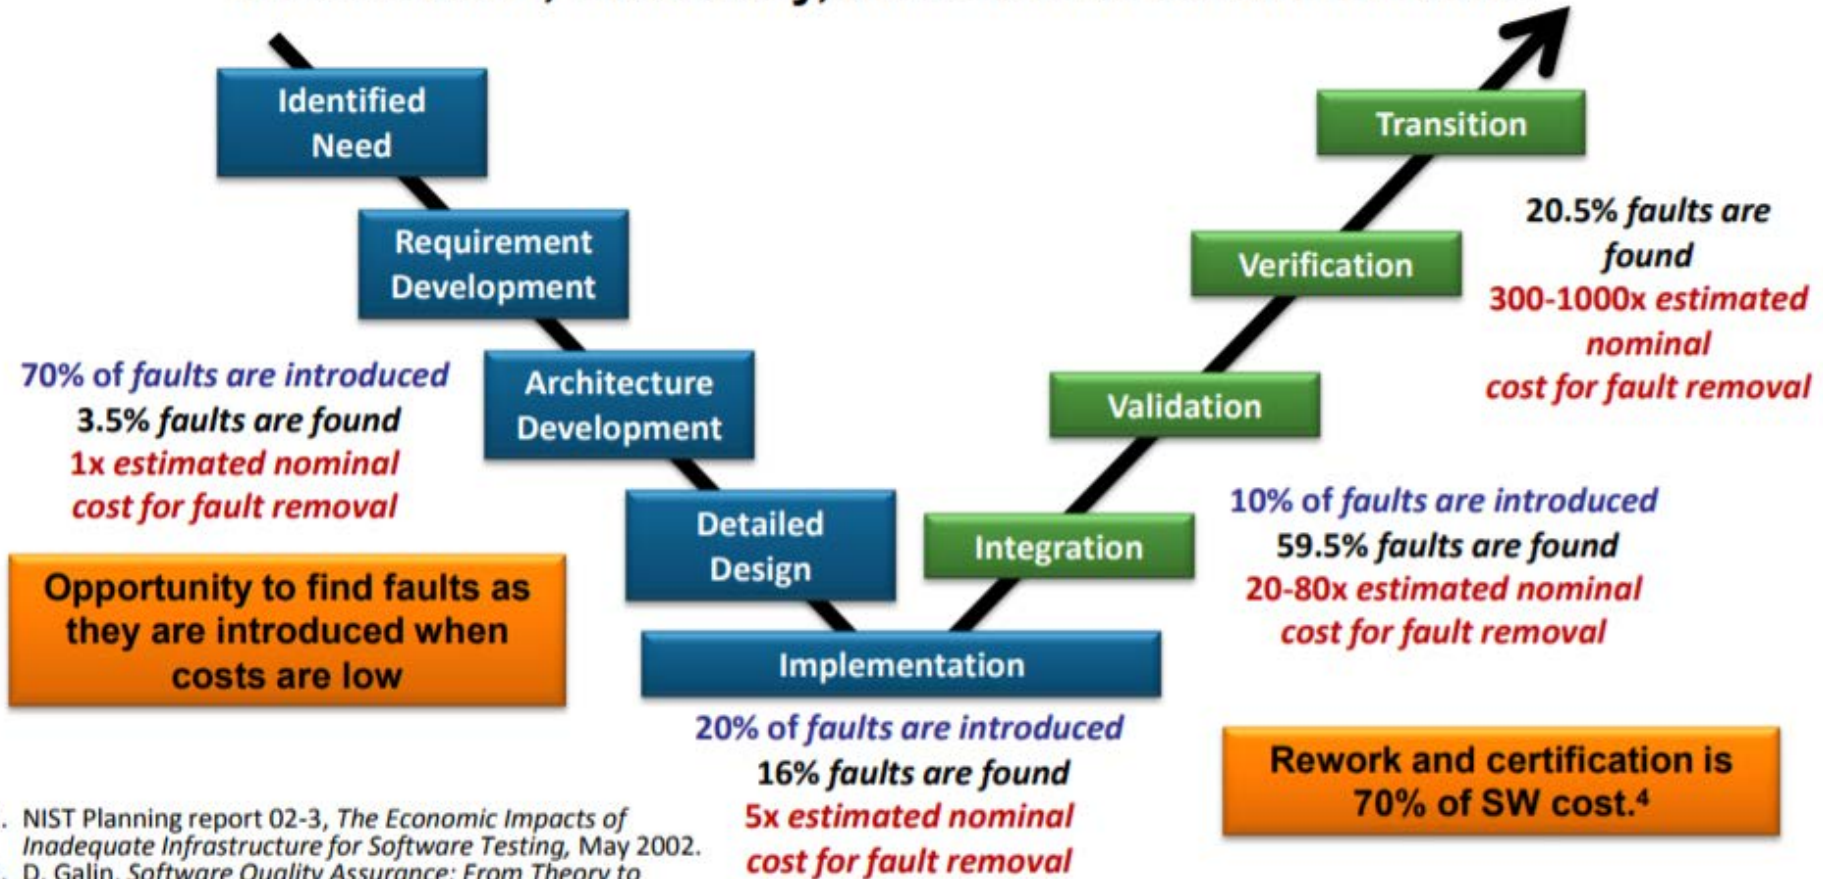 Identified
Need
Requirement
Development
Architecture
Development
Detailed
Design
Implementation
Integration
Validation
Verification
Transition
70% of faults are introduced
3.5% faults are found
1x estimated nominal
cost for fault removal
Opportunity to find faults as
they are introduced when
costs are low
20% of faults are introduced
16% faults are found
5x estimated nominal
cost for fault removal
10% of faults are introduced
59.5% faults are found
20-80x estimated nominal
cost for fault removal
20.5% faults are
found
300-1000x estimated
nominal
cost for fault removal
Rework and certification is
70% of SW cost.⁴
. NIST Planning report 02-3, The Economic Impacts of
Inadequate Infrastructure for Software Testing, May 2002.
. D. Galin, Software Quality Assurance: From Theory to